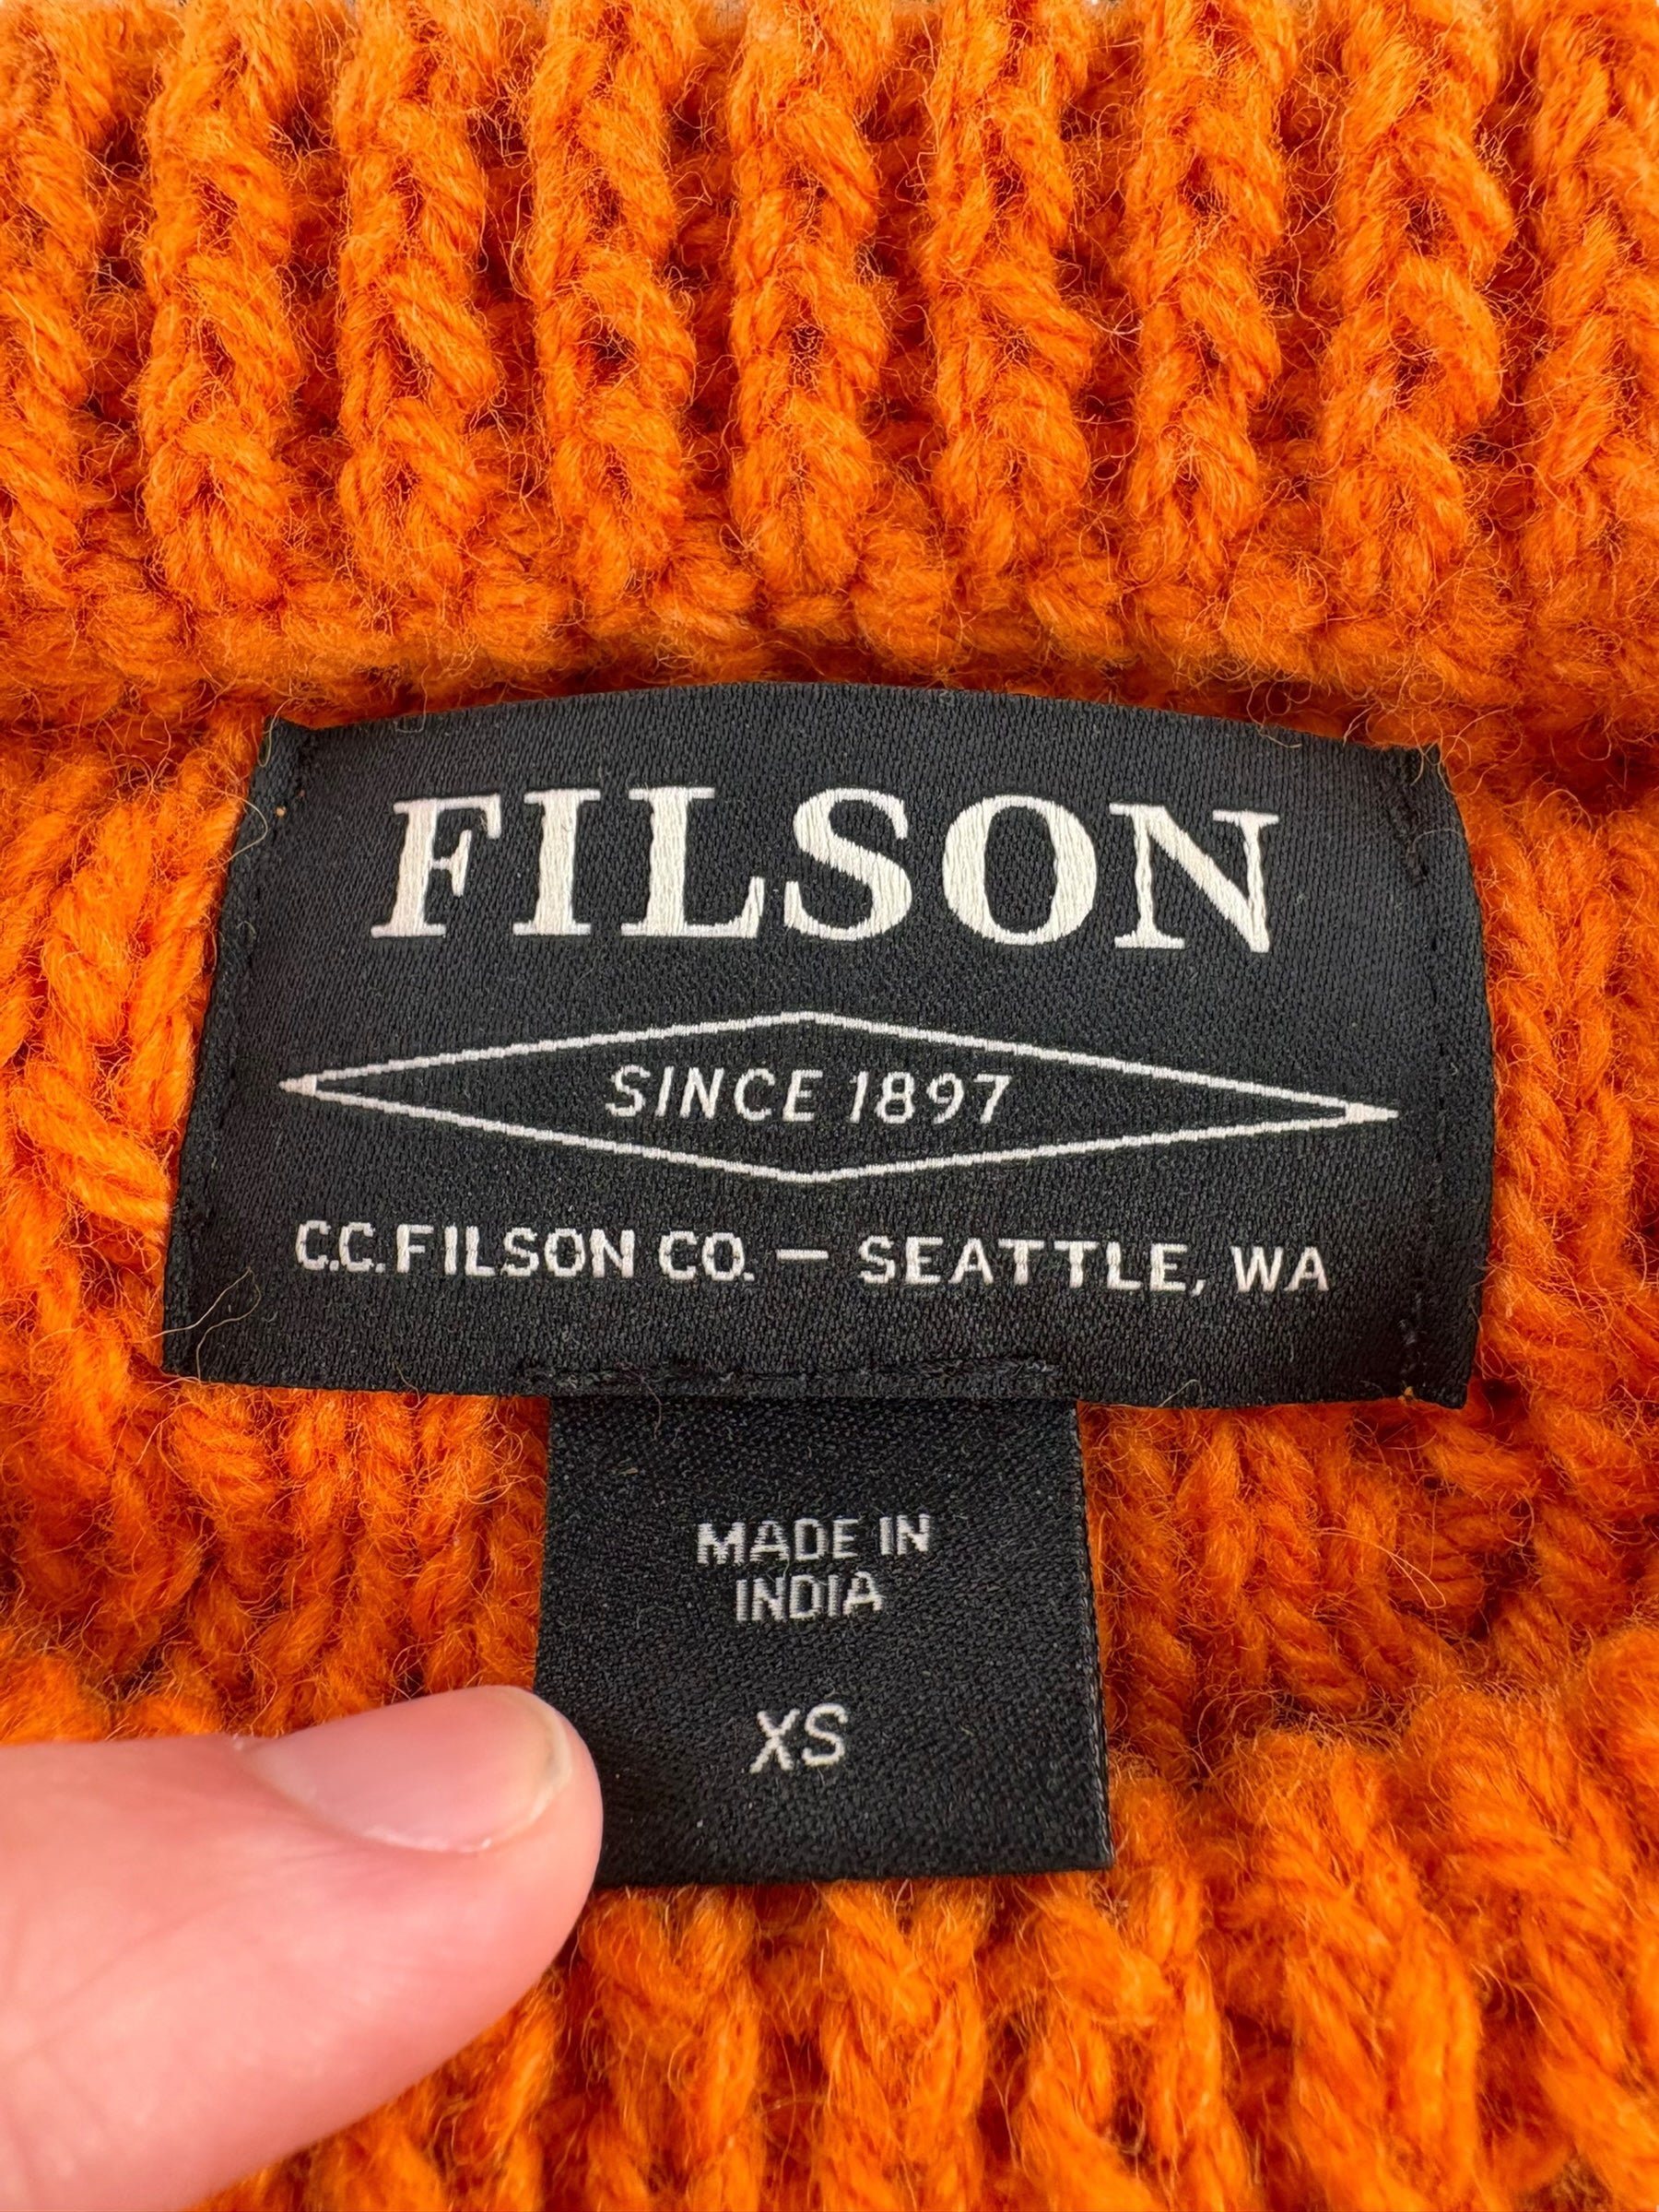 FILSON
SINCE 1897
C.C. FILSON CO. — SEATTLE, WA
MADE IN
INDIA
XS